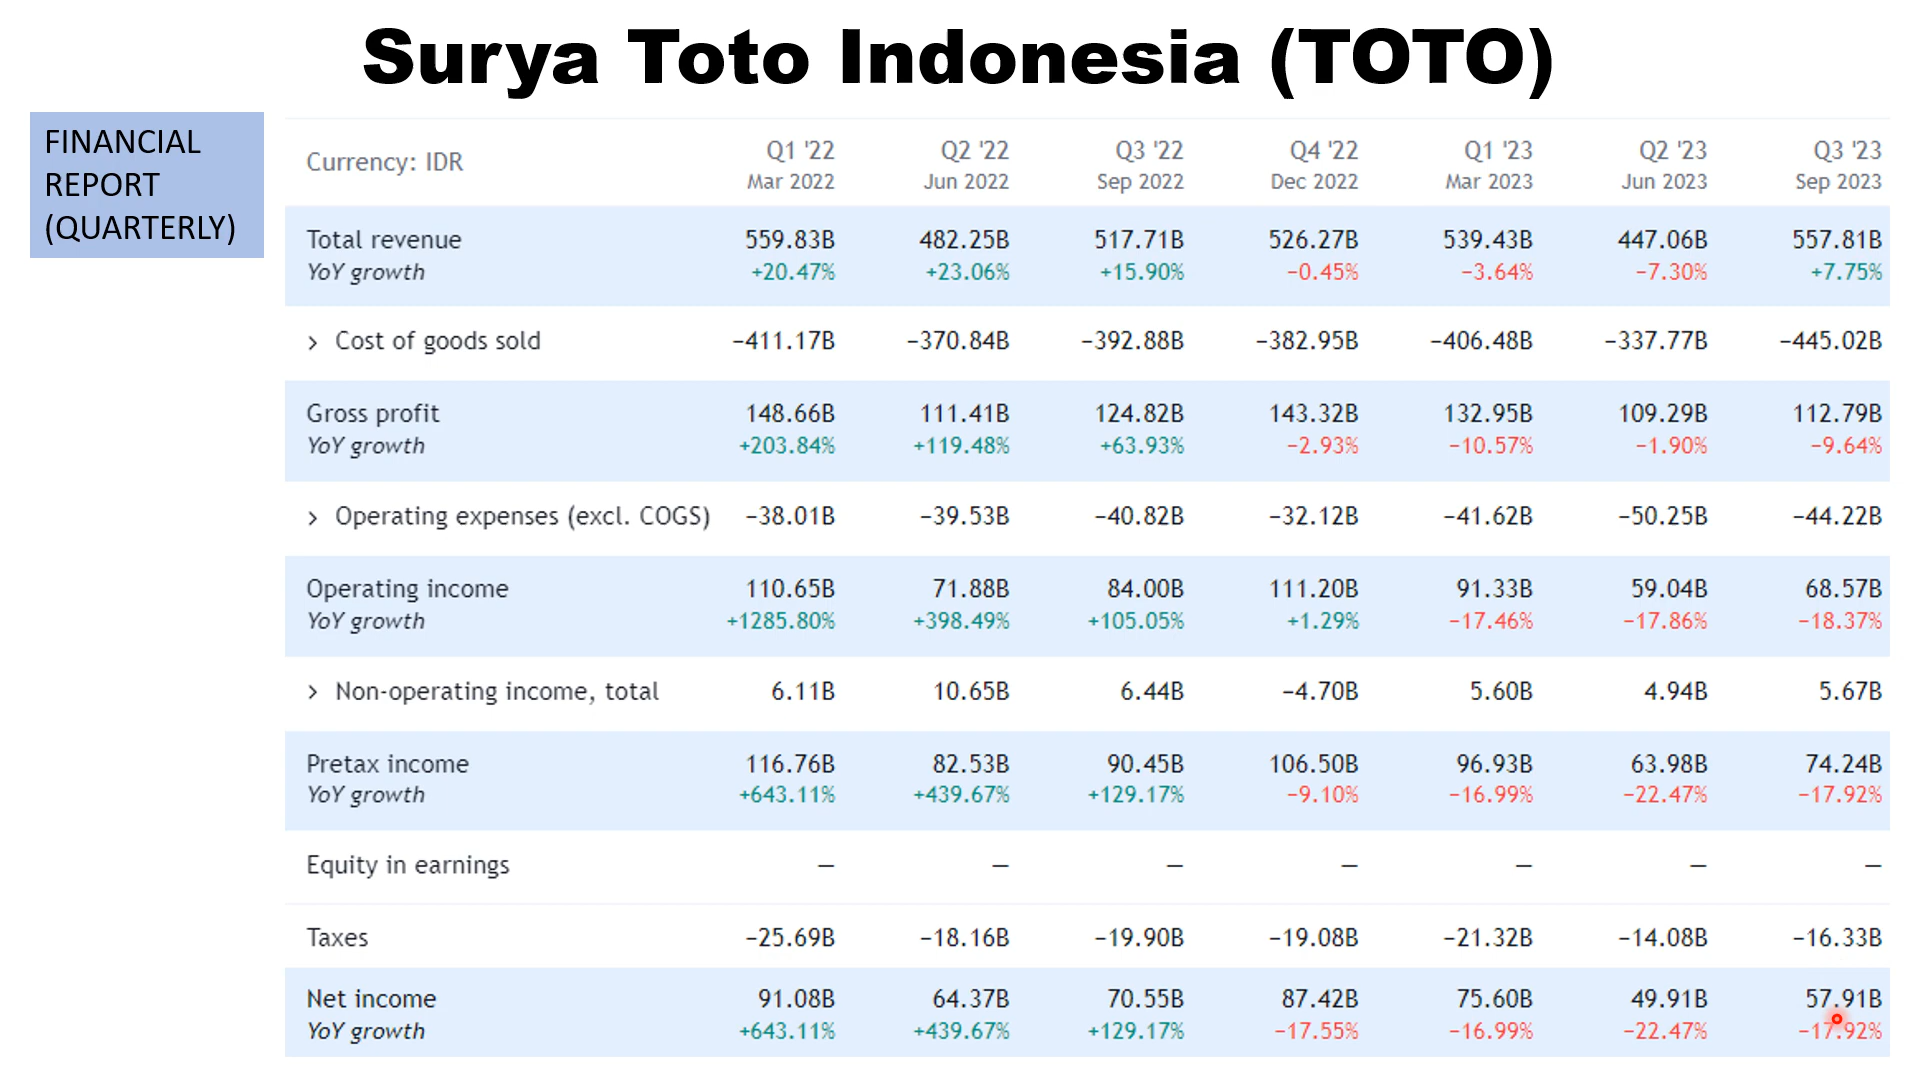 Surya Toto Indonesia (TOTO)
FINANCIAL
REPORT
(QUARTERLY)
Currency: IDR Q1 '22 Q2 '22 Q3 '22 Q4 '22 Q1 '23 Q2 '23 Q3 '23
Mar 2022 Jun 2022 Sep 2022 Dec 2022 Mar 2023 Jun 2023 Sep 2023
Total revenue 559.83B 482.25B 517.71B 526.27B 539.43B 447.06B 557.81B
YoY growth +20.47% +23.06% +15.90% −0.45% −3.64% −7.30% +7.75%
> Cost of goods sold −411.17B −370.84B −392.88B −382.95B −406.48B −337.77B −445.02B
Gross profit 148.66B 111.41B 124.82B 143.32B 132.95B 109.29B 112.79B
YoY growth +203.84% +119.48% +63.93% −2.93% −10.57% −1.90% −9.64%
> Operating expenses (excl. COGS) −38.01B −39.53B −40.82B −32.12B −41.62B −50.25B −44.22B
Operating income 110.65B 71.88B 84.00B 111.20B 91.33B 59.04B 68.57B
YoY growth +1285.80% +398.49% +105.05% +1.29% −17.46% −17.86% −18.37%
> Non-operating income, total 6.11B 10.65B 6.44B −4.70B 5.60B 4.94B 5.67B
Pretax income 116.76B 82.53B 90.45B 106.50B 96.93B 63.98B 74.24B
YoY growth +643.11% +439.67% +129.17% −9.10% −16.99% −22.47% −17.92%
Equity in earnings — — — — — — —
Taxes −25.69B −18.16B −19.90B −19.08B −21.32B −14.08B −16.33B
Net income 91.08B 64.37B 70.55B 87.42B 75.60B 49.91B 57.91B
YoY growth +643.11% +439.67% +129.17% −17.55% −16.99% −22.47% −17.92%